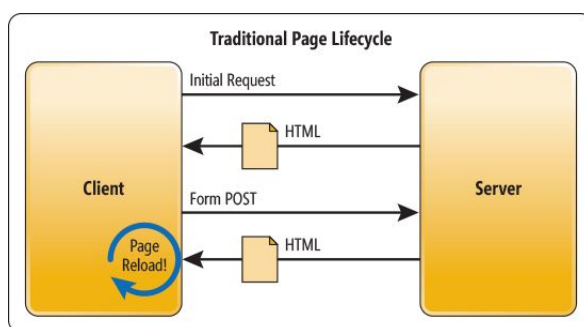 Traditional Page Lifecycle
Initial Request
HTML
Client
Server
Form POST
HTML
Page
Reload!